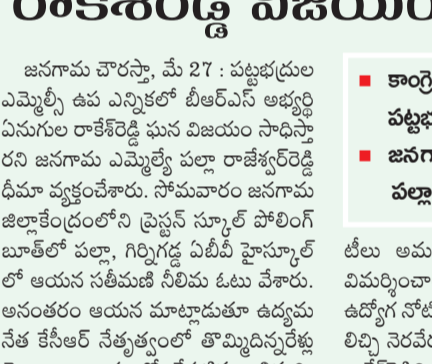 రాకేశ్‌రెడ్డి విజయం
జనగామ చౌరస్తా, మే 27 : పట్టభద్రుల
ఎమ్మెల్సీ ఉప ఎన్నికలో బీఆర్ఎస్ అభ్యర్థి
ఏనుగుల రాకేశ్‌రెడ్డి ఘన విజయం సాధిస్తా
రని జనగామ ఎమ్మెల్యే పల్లా రాజేశ్వర్‌రెడ్డి
ధీమా వ్యక్తంచేశారు. సోమవారం జనగామ
జిల్లాకేంద్రంలోని ప్రెస్టన్ స్కూల్ పోలింగ్
బూత్‌లో పల్లా, గిర్నిగడ్డ ఏబీవీ హైస్కూల్
లో ఆయన సతీమణి నీలిమ ఓటు వేశారు.
అనంతరం ఆయన మాట్లాడుతూ ఉద్యమ
నేత కేసీఆర్ నేతృత్వంలో తొమ్మిదిన్నరేళ్లు
కాంగ్రె
పట్టభ
జనగ
పల్లా
టీలు అమ
విమర్శించా
ఉద్యోగ నోటి
లిచ్చి నెరవే